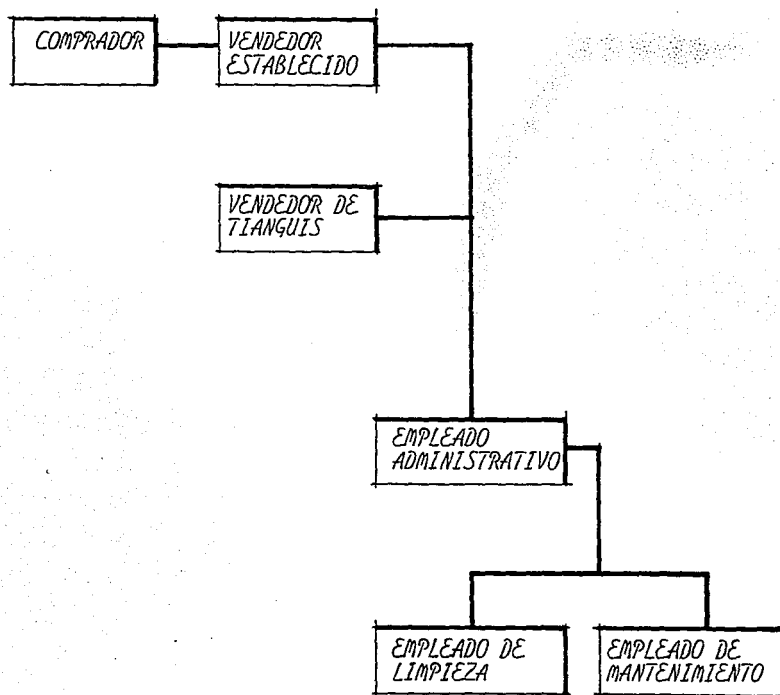 COMPRADOR
VENDEDOR
ESTABLECIDO
VENDEDOR DE
TIANGUIS
EMPLEADO
ADMINISTRATIVO
EMPLEADO DE
LIMPIEZA
EMPLEADO DE
MANTENIMIENTO